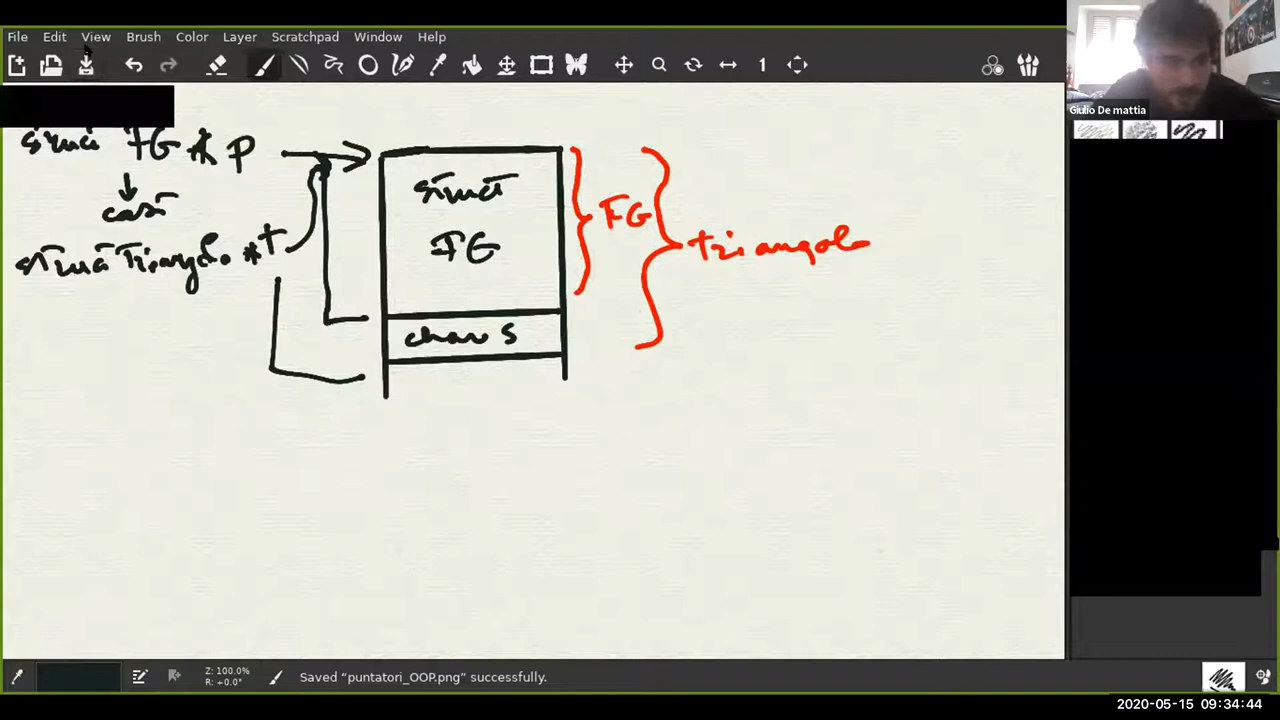 File Edit View Brush Color Layer Scratchpad Window Help
1
Giulio De mattia
struct FG * p
cast
struct Triangolo *t
struct
FG
char s
FG
triangolo
Z: 100.0%
R: +0.0°
Saved “puntatori_OOP.png” successfully.
2020-05-15 09:34:44